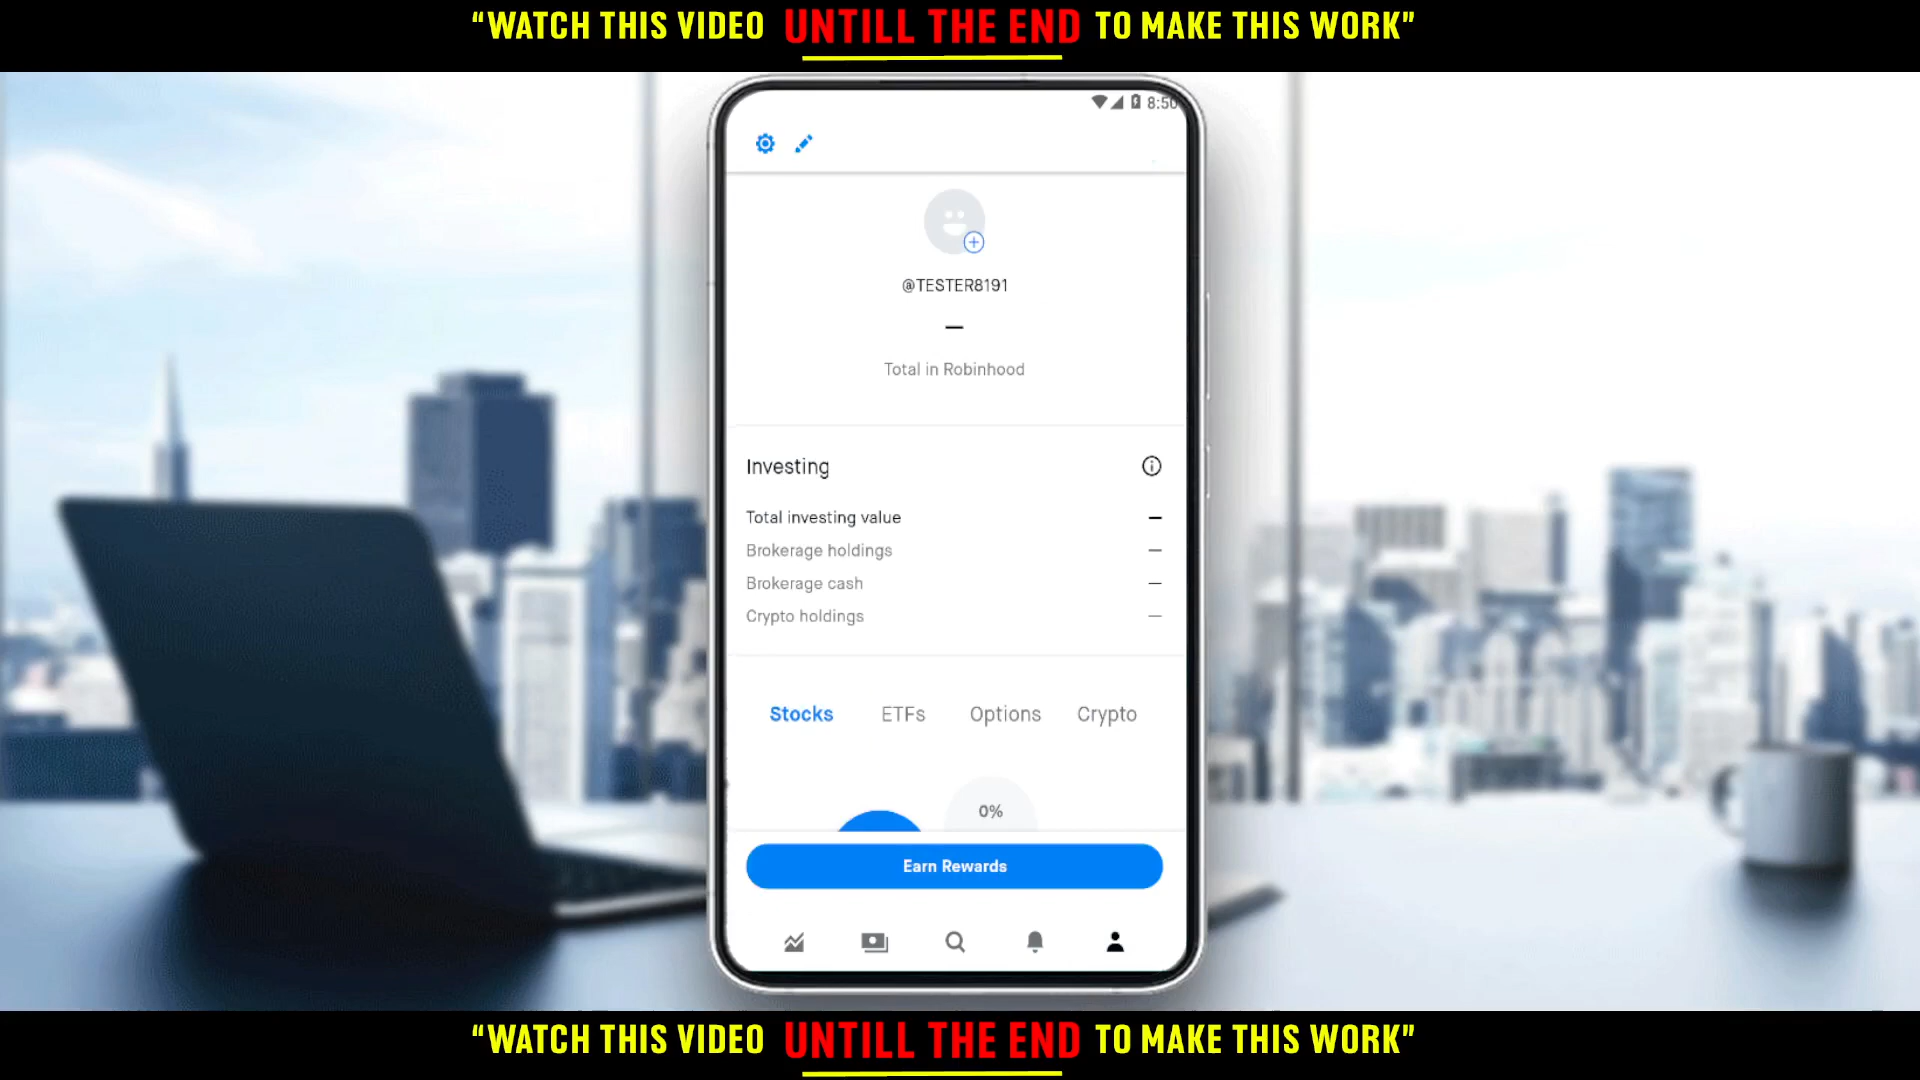 “WATCH THIS VIDEO UNTILL THE END TO MAKE THIS WORK”
8:50
@TESTER8191
—
Total in Robinhood
Investing
Total investing value —
Brokerage holdings —
Brokerage cash —
Crypto holdings —
Stocks ETFs Options Crypto
0%
Earn Rewards
“WATCH THIS VIDEO UNTILL THE END TO MAKE THIS WORK”